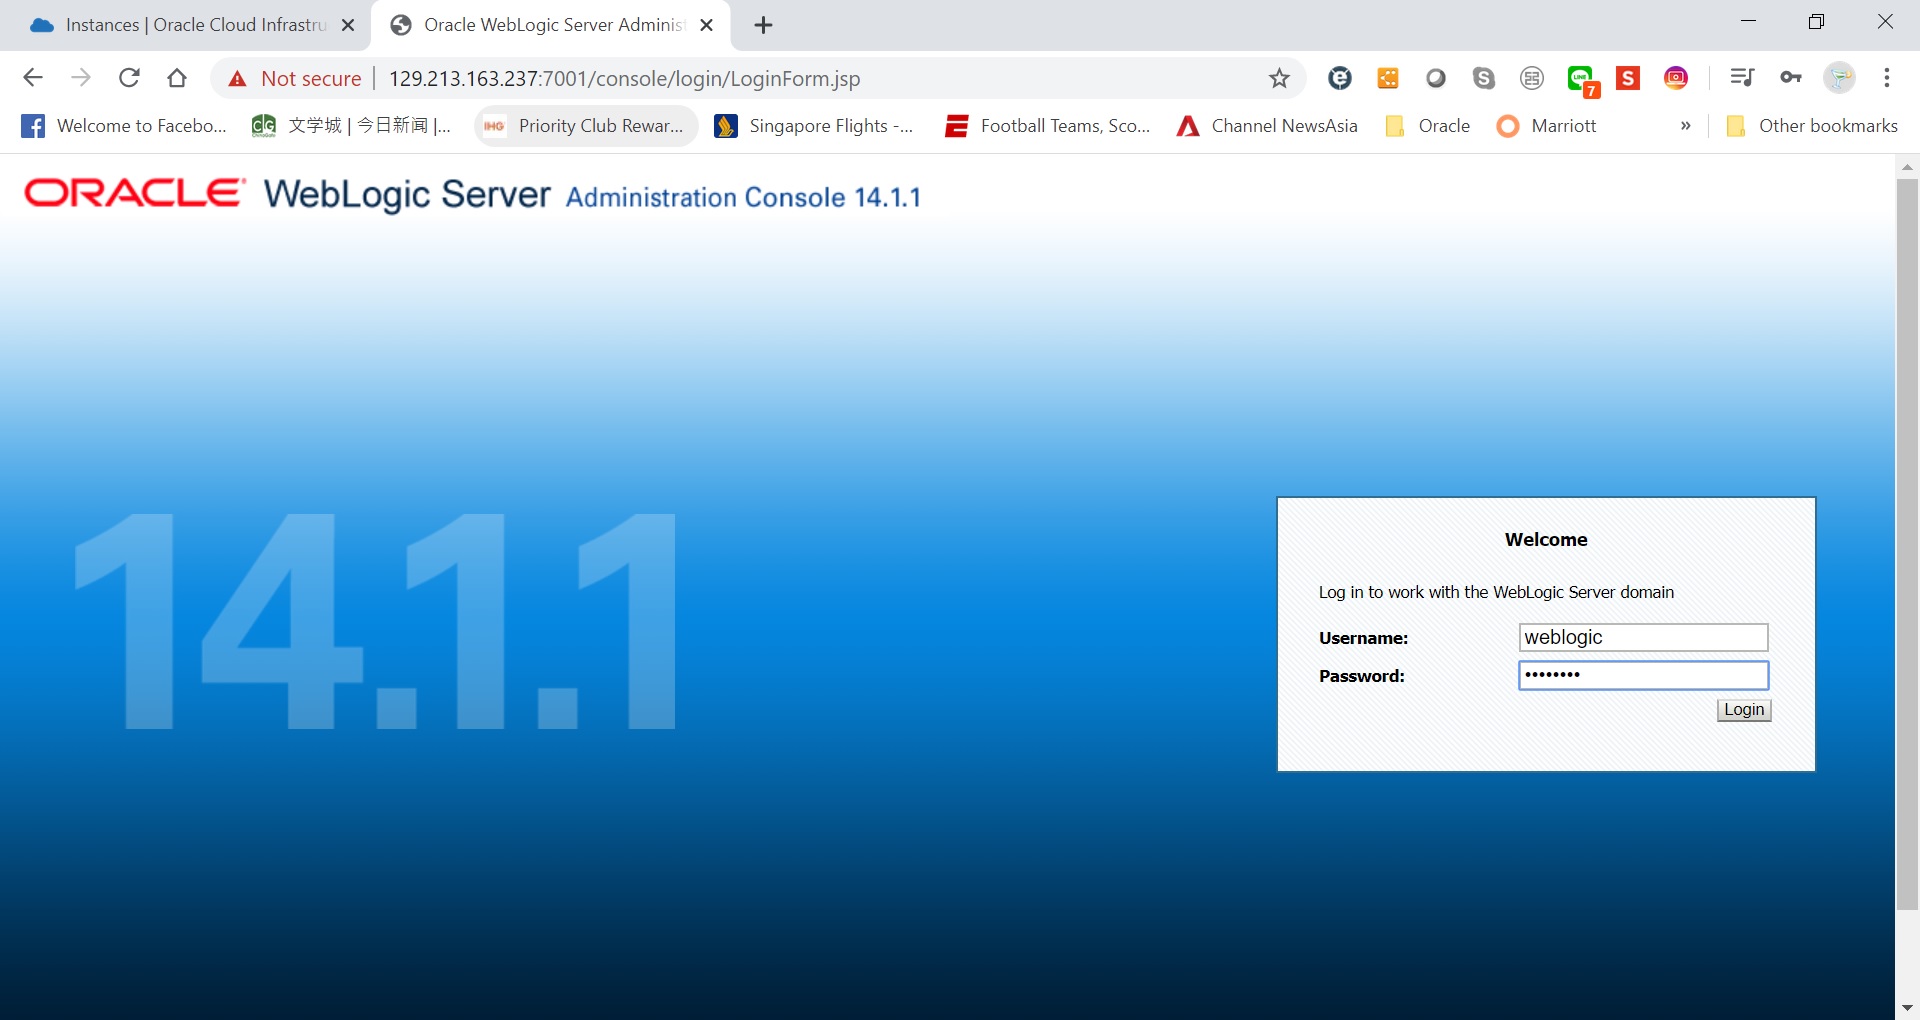 Instances | Oracle Cloud Infrastru
Oracle WebLogic Server Adminis
Not secure
129.213.163.237:7001/console/login/LoginForm.jsp
7
Welcome to Facebo...
文学城 | 今日新闻 |...
IHG
Priority Club Rewar...
Singapore Flights -...
Football Teams, Sco...
Channel NewsAsia
Oracle
Marriott
»
Other bookmarks
ORACLE WebLogic Server Administration Console 14.1.1
14.1.1
Welcome
Log in to work with the WebLogic Server domain
Username: weblogic
Password: ••••••••
Login